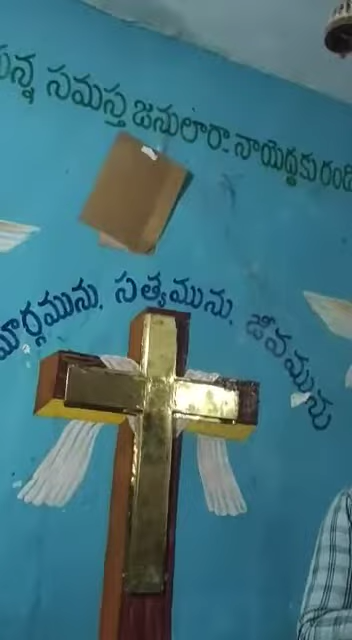 న్న సమస్త జనులారా. నాయెద్దకు రండి
మార్గమును, సత్యమును, జీవమును